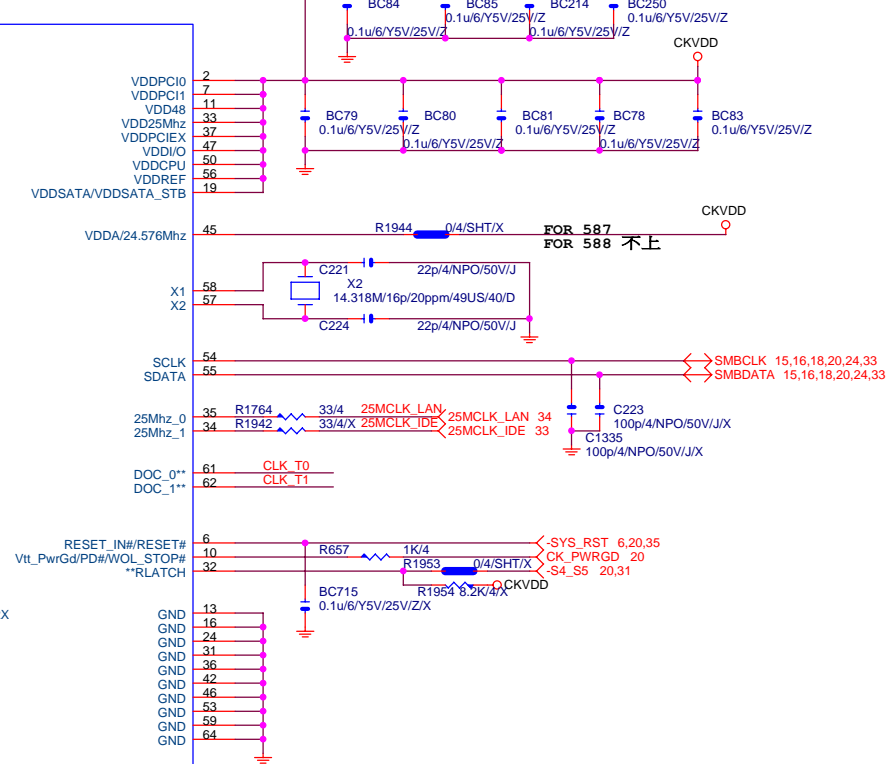 BC84 BC85 BC214 BC250
0.1u/6/Y5V/25V/Z
0.1u/6/Y5V/25V/Z 0.1u/6/Y5V/25V/Z 0.1u/6/Y5V/25V/Z
CKVDD
VDDPCI0 2
VDDPCI1 7
VDD48 11
VDD25Mhz 33
VDDPCIEX 37
VDDI/O 47
VDDCPU 50
VDDREF 56
VDDSATA/VDDSATA_STB 19
BC79 BC80 BC81 BC78 BC83
0.1u/6/Y5V/25V/Z 0.1u/6/Y5V/25V/Z 0.1u/6/Y5V/25V/Z
0.1u/6/Y5V/25V/Z 0.1u/6/Y5V/25V/Z
CKVDD
VDDA/24.576Mhz 45 R1944 0/4/SHT/X FOR 587
FOR 588 不上
C221 22p/4/NPO/50V/J
X1 58 X2
X2 57 14.318M/16p/20ppm/49US/40/D
C224 22p/4/NPO/50V/J
SCLK 54 SMBCLK 15,16,18,20,24,33
SDATA 55 SMBDATA 15,16,18,20,24,33
25Mhz_0 35 R1764 33/4 25MCLK_LAN 25MCLK_LAN 34
25Mhz_1 34 R1942 33/4/X 25MCLK_IDE 25MCLK_IDE 33
C223
100p/4/NPO/50V/J/X
C1335
100p/4/NPO/50V/J/X
DOC_0** 61 CLK_T0
DOC_1** 62 CLK_T1
RESET_IN#/RESET# 6 -SYS_RST 6,20,35
Vtt_PwrGd/PD#/WOL_STOP# 10 R657 1K/4 CK_PWRGD 20
**RLATCH 32 R1953 0/4/SHT/X -S4_S5 20,31
R1954 8.2K/4/X CKVDD
BC715
0.1u/6/Y5V/25V/Z/X
X
GND 13
GND 16
GND 24
GND 31
GND 36
GND 42
GND 46
GND 53
GND 59
GND 64